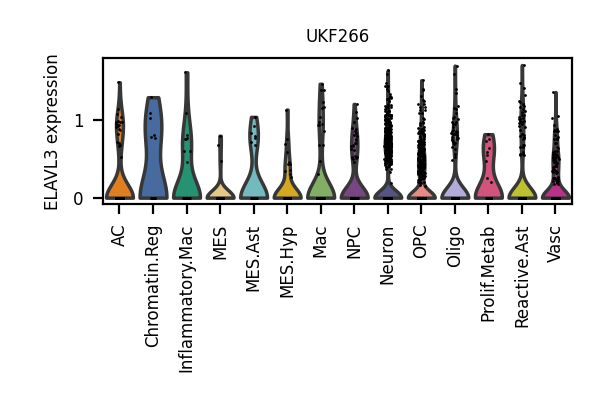 UKF266
ELAVL3 expression
1
0
AC
Chromatin.Reg
Inflammatory.Mac
MES
MES.Ast
MES.Hyp
Mac
NPC
Neuron
OPC
Oligo
Prolif.Metab
Reactive.Ast
Vasc